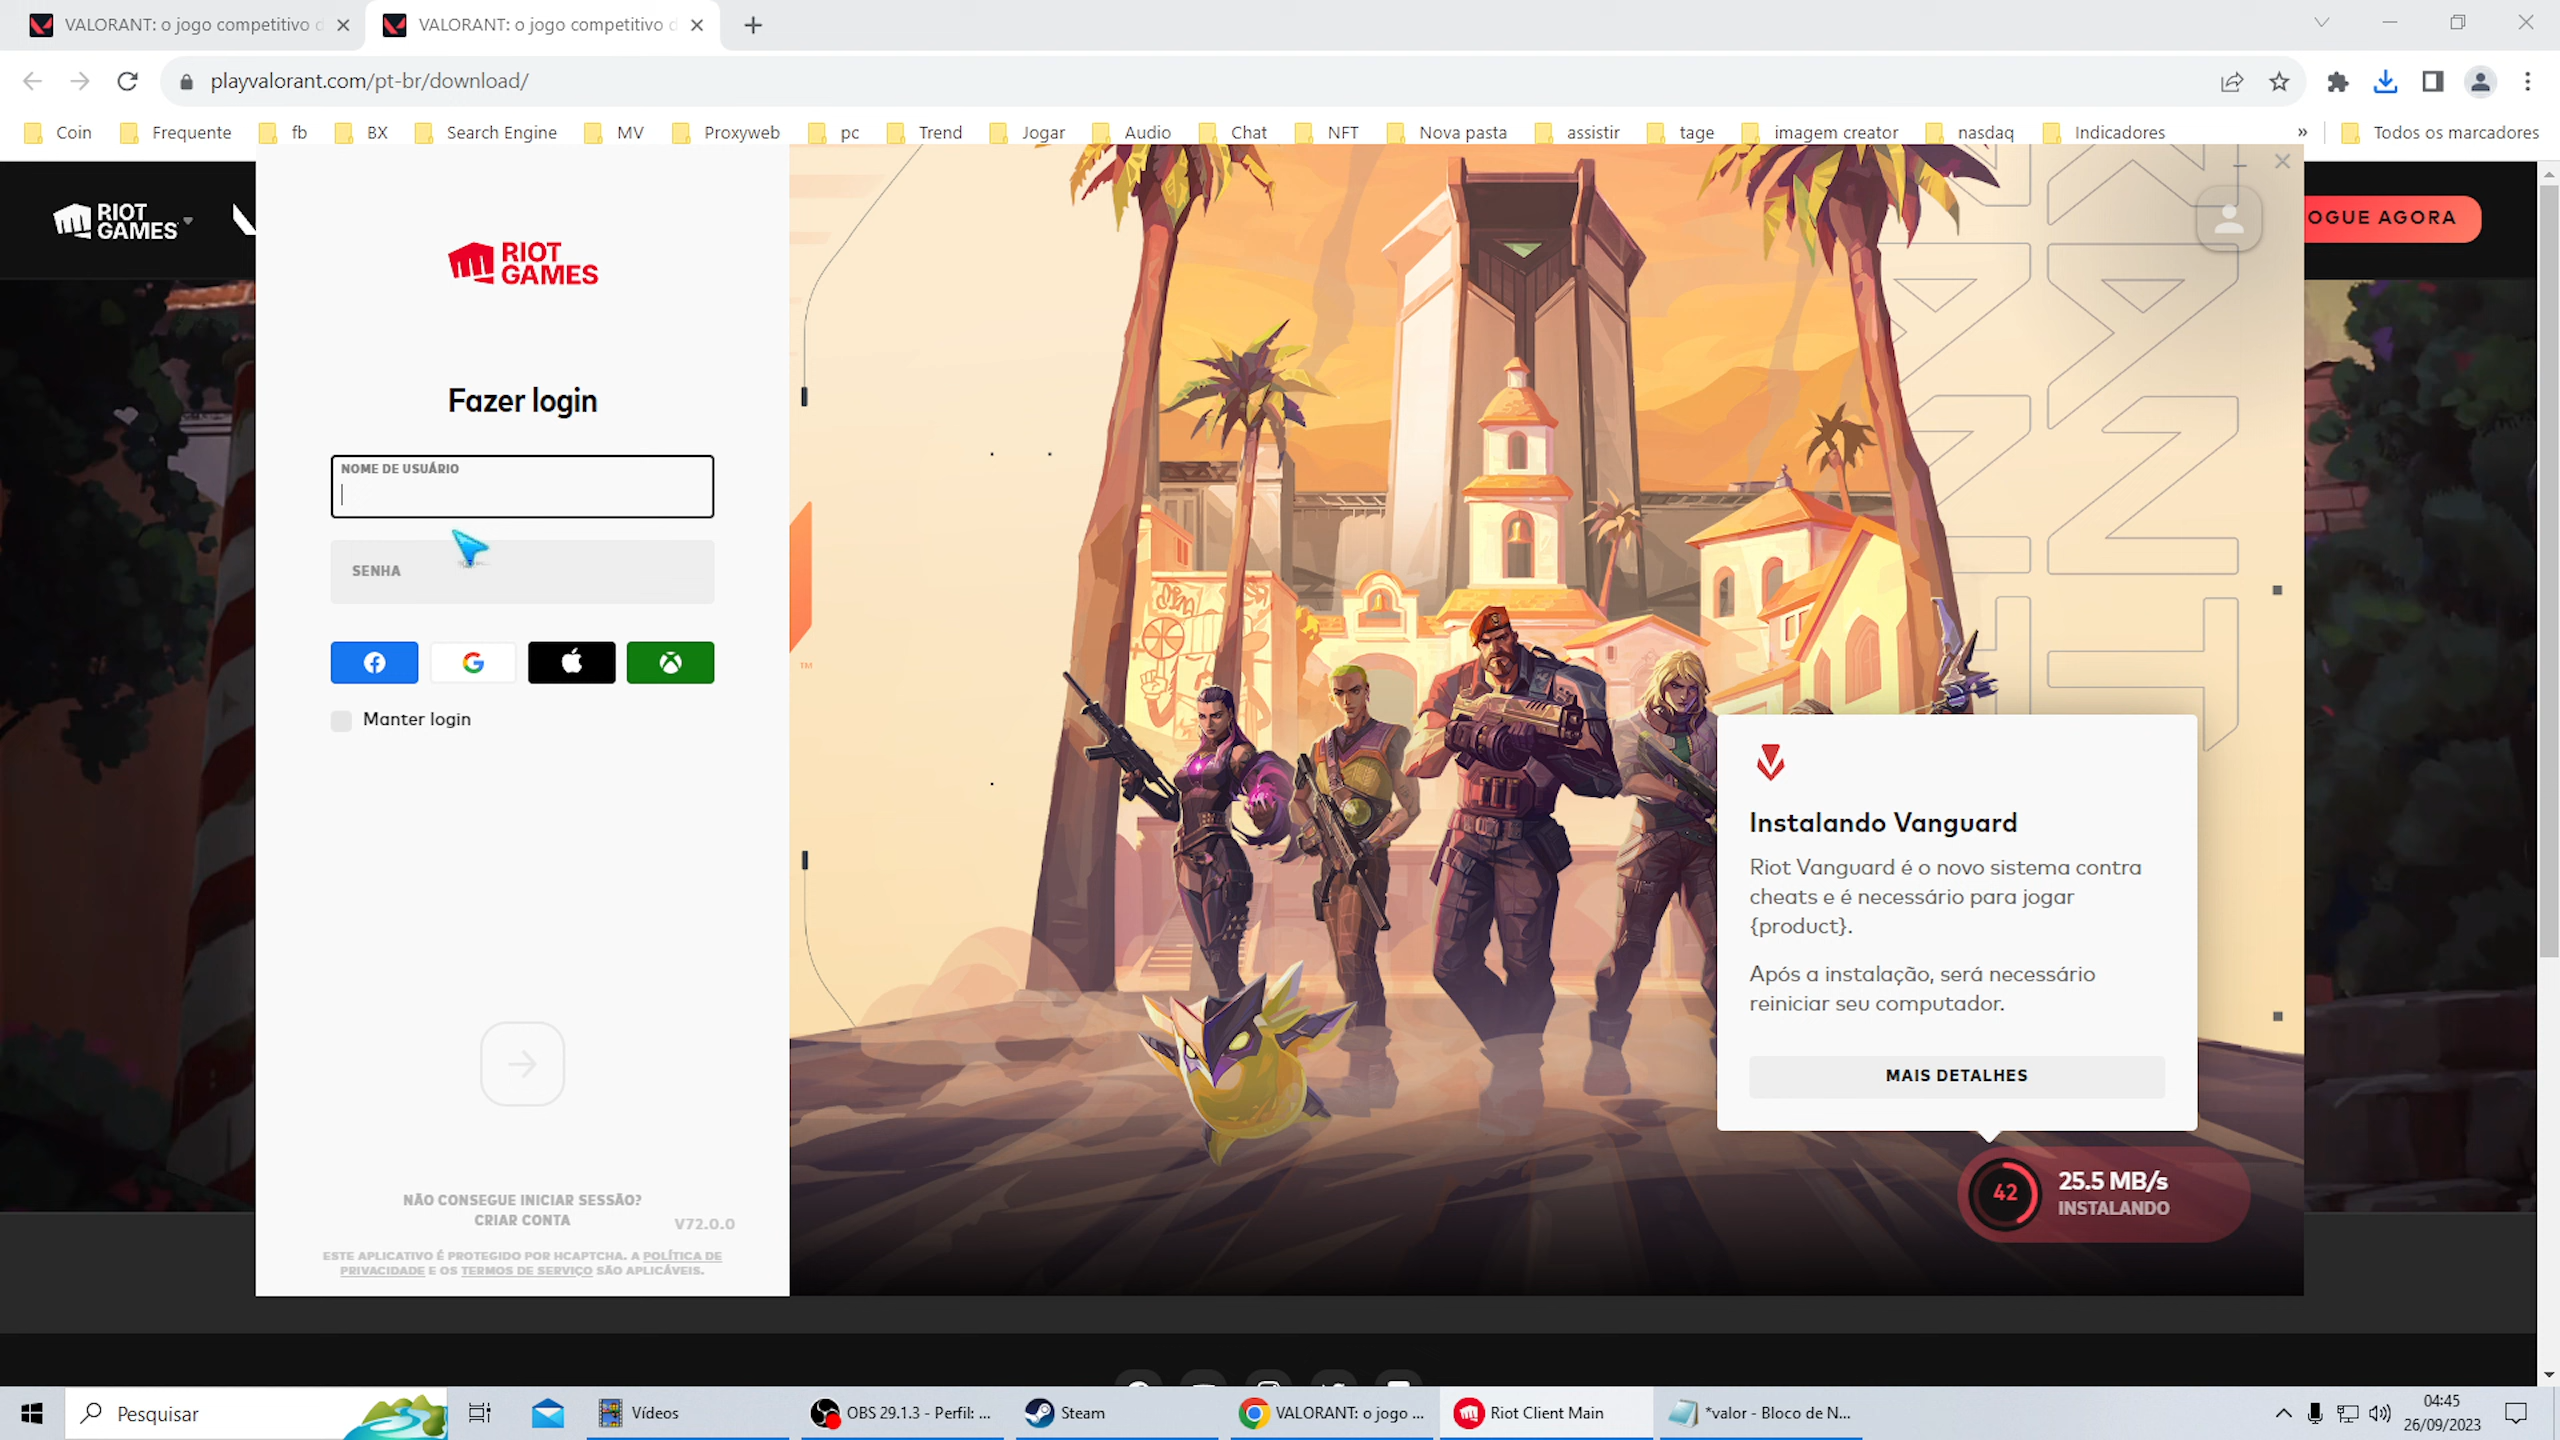 VALORANT: o jogo competitivo d
VALORANT: o jogo competitivo d
playvalorant.com/pt-br/download/
Coin
Frequente
fb
BX
Search Engine
MV
Proxyweb
pc
Trend
Jogar
Audio
Chat
NFT
Nova pasta
assistir
tage
imagem creator
nasdaq
Indicadores
»
Todos os marcadores
RIOT
GAMES
OGUE AGORA
RIOT
GAMES
Fazer login
NOME DE USUÁRIO
SENHA
Manter login
NÃO CONSEGUE INICIAR SESSÃO?
CRIAR CONTA
V72.0.0
ESTE APLICATIVO É PROTEGIDO POR HCAPTCHA. A POLÍTICA DE
PRIVACIDADE E OS TERMOS DE SERVIÇO SÃO APLICÁVEIS.
TM
Instalando Vanguard
Riot Vanguard é o novo sistema contra
cheats e é necessário para jogar
{product}.
Após a instalação, será necessário
reiniciar seu computador.
MAIS DETALHES
42
25.5 MB/s
INSTALANDO
Pesquisar
Vídeos
OBS 29.1.3 - Perfil: ...
Steam
VALORANT: o jogo ...
Riot Client Main
*valor - Bloco de N...
04:45
26/09/2023